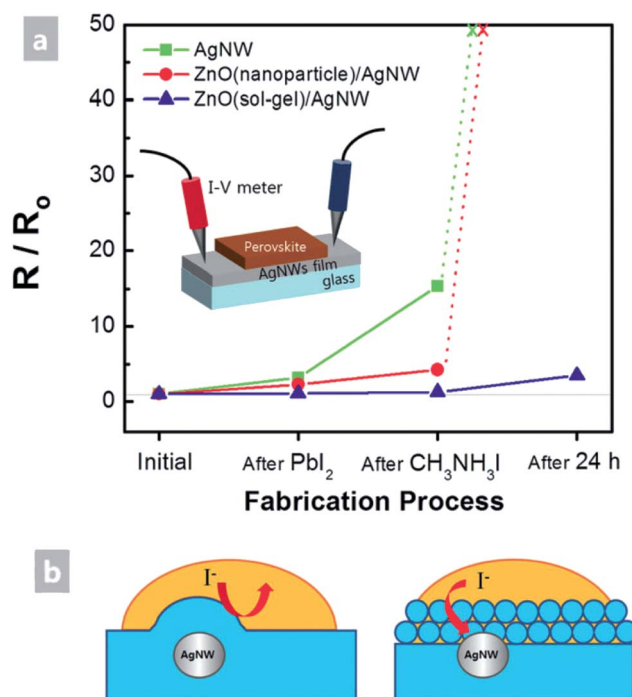 a
50
40
30
20
10
0
R / Rₒ
AgNW
ZnO(nanoparticle)/AgNW
ZnO(sol-gel)/AgNW
I-V meter
Perovskite
AgNWs film
glass
Initial
After PbI₂
After CH₃NH₃I
After 24 h
Fabrication Process
b
I⁻
AgNW
I⁻
AgNW